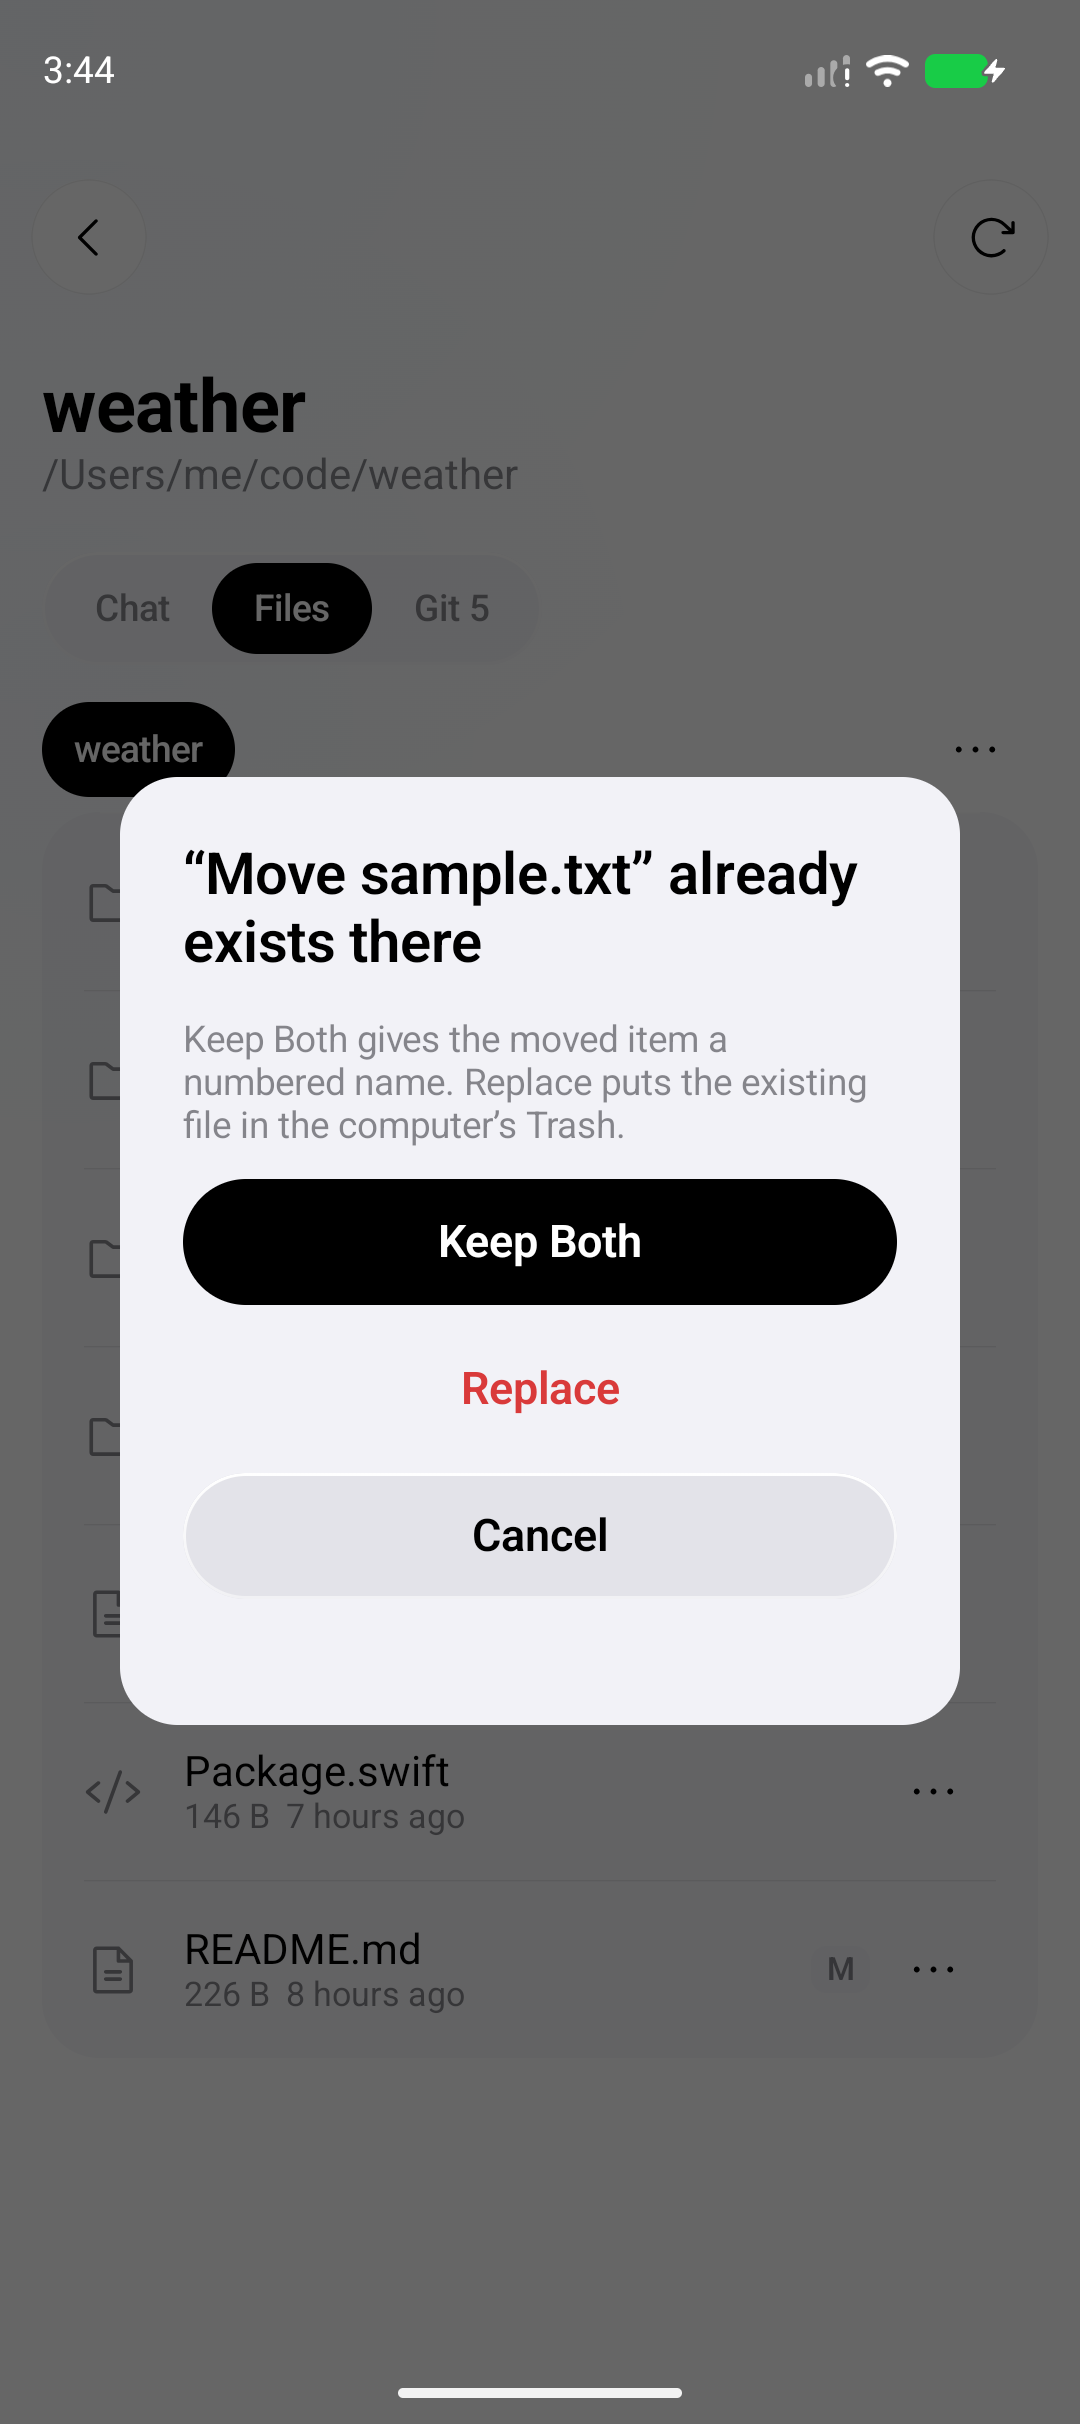 3:44
weather
/Users/me/code/weather
Chat
Files
Git 5
weather
“Move sample.txt” already
exists there
Keep Both gives the moved item a
numbered name. Replace puts the existing
file in the computer’s Trash.
Keep Both
Replace
Cancel
Package.swift
146 B 7 hours ago
README.md
226 B 8 hours ago
M